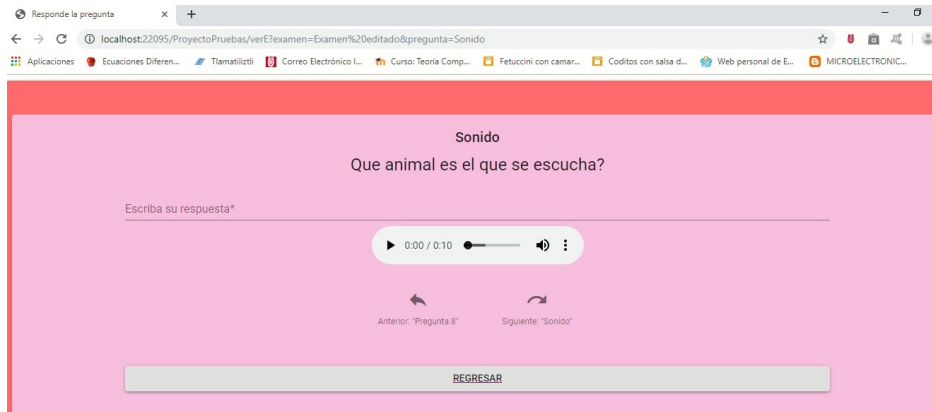 Responde la pregunta
localhost:22095/ProyectoPruebas/verE?examen=Examen%20editado&pregunta=Sonido
Aplicaciones Ecuaciones Diferen... Tlamatiliztli Correo Electrónico I... Curso: Teoría Comp... Fetuccini con camar... Coditos con salsa d... Web personal de E... MICROELECTRONIC...
Sonido
Que animal es el que se escucha?
Escriba su respuesta*
0:00 / 0:10
Anterior: "Pregunta 8" Siguiente: "Sonido"
REGRESAR